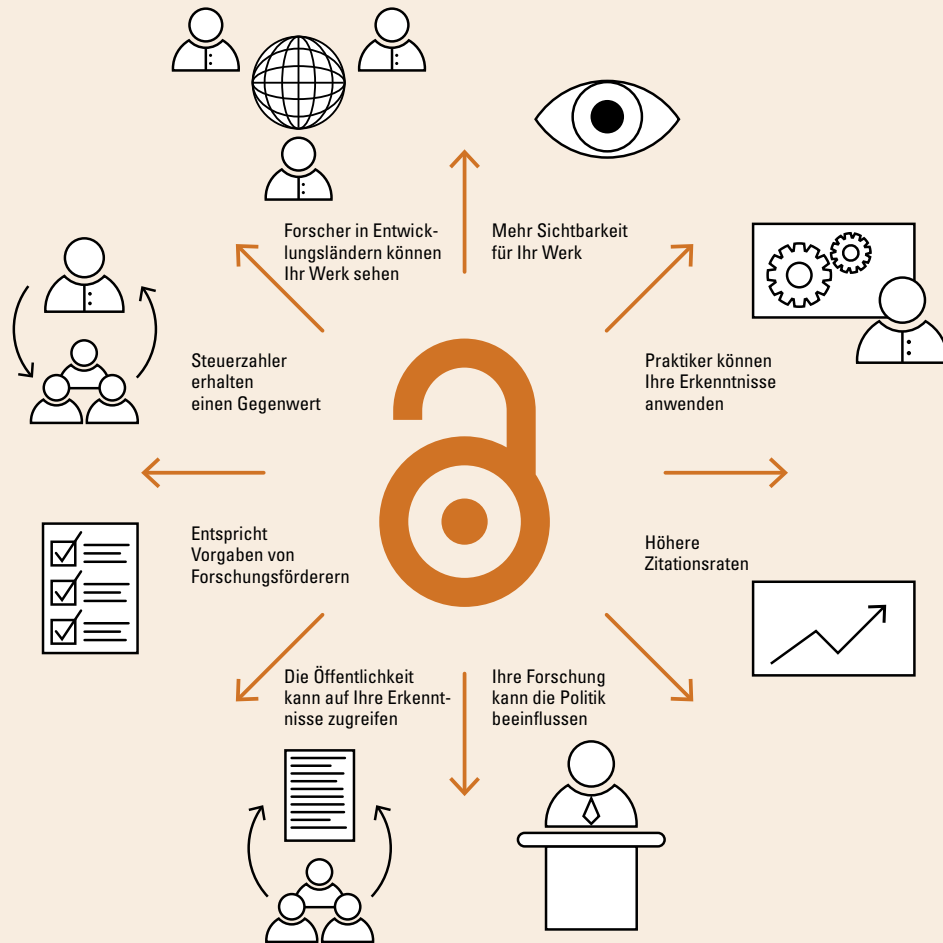 Forscher in Entwick-
lungsländern können
Ihr Werk sehen
Mehr Sichtbarkeit
für Ihr Werk
Steuerzahler
erhalten
einen Gegenwert
Praktiker können
Ihre Erkenntnisse
anwenden
Entspricht
Vorgaben von
Forschungsförderern
Höhere
Zitationsraten
Die Öffentlichkeit
kann auf Ihre Erkennt-
nisse zugreifen
Ihre Forschung
kann die Politik
beeinflussen